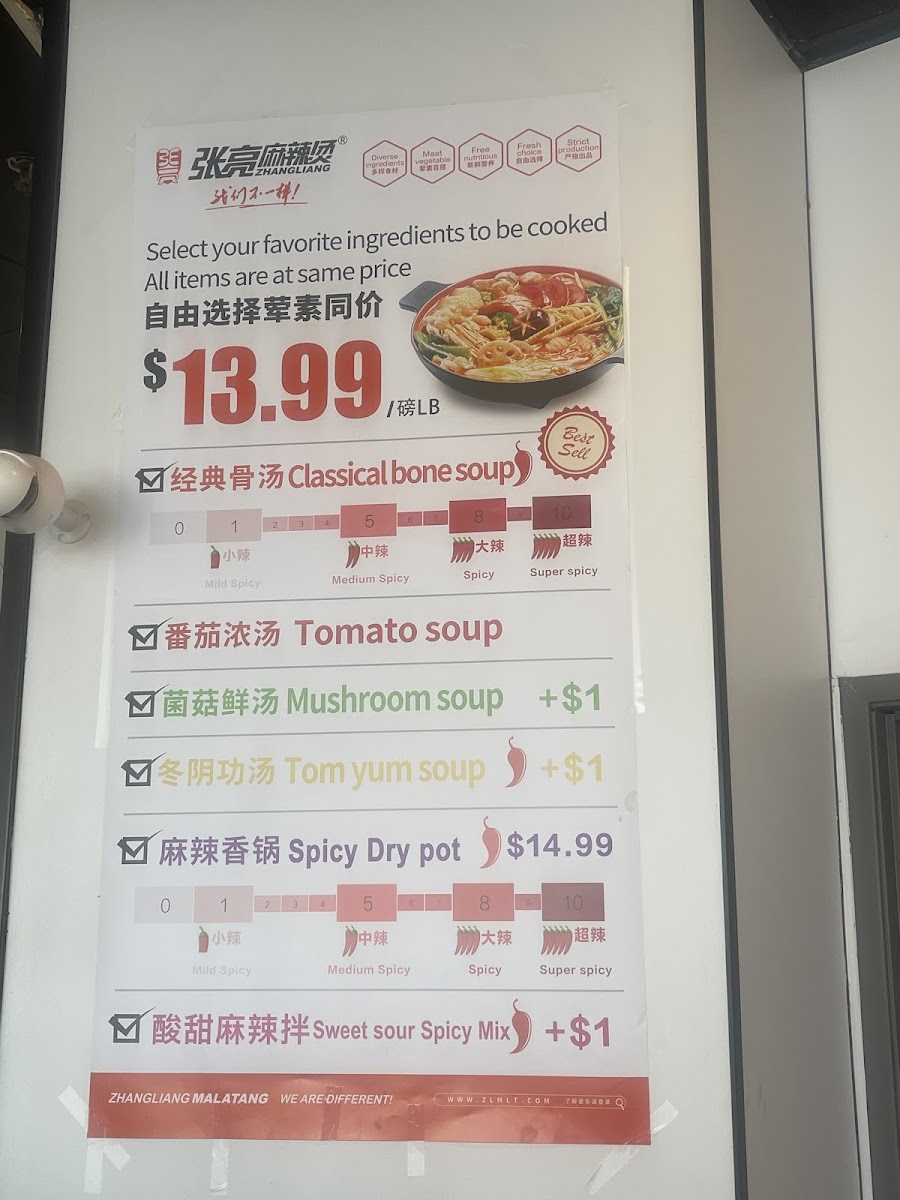 张亮麻辣烫®
ZHANGLIANG
我们不一样!
Diverse ingredients 多样食材
Meat vegetable 荤素百搭
Free nutritious 新鲜营养
Fresh choice 自由选择
Strict production 严格出品
Select your favorite ingredients to be cooked
All items are at same price
自由选择荤素同价
$13.99/磅LB
Best Sell
经典骨汤 Classical bone soup
0 1 2 3 4 5 6 7 8 9 10
小辣 中辣 大辣 超辣
Mild Spicy Medium Spicy Spicy Super spicy
番茄浓汤 Tomato soup
菌菇鲜汤 Mushroom soup +$1
冬阴功汤 Tom yum soup +$1
麻辣香锅 Spicy Dry pot $14.99
0 1 2 3 4 5 6 7 8 9 10
小辣 中辣 大辣 超辣
Mild Spicy Medium Spicy Spicy Super spicy
酸甜麻辣拌 Sweet sour Spicy Mix +$1
ZHANGLIANG MALATANG WE ARE DIFFERENT! WWW.ZLMLT.COM 了解更多请登录